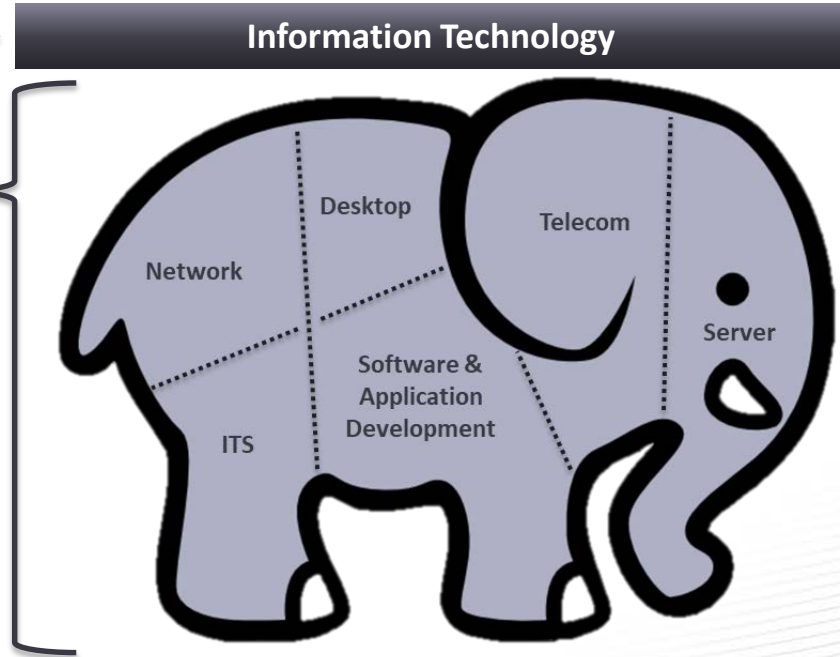 Information Technology
Desktop
Telecom
Network
Server
Software &
Application
Development
ITS